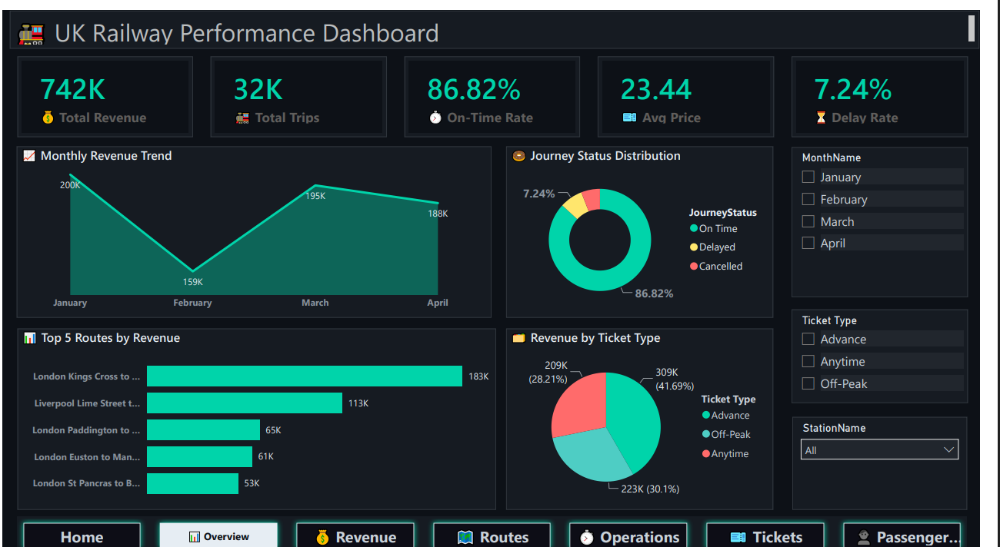 UK Railway Performance Dashboard
742K
Total Revenue
32K
Total Trips
86.82%
On-Time Rate
23.44
Avg Price
7.24%
Delay Rate
Monthly Revenue Trend
200K
195K
188K
159K
January
February
March
April
Journey Status Distribution
7.24%
86.82%
JourneyStatus
On Time
Delayed
Cancelled
MonthName
January
February
March
April
Top 5 Routes by Revenue
London Kings Cross to ...
183K
Liverpool Lime Street t...
113K
London Paddington to ...
65K
London Euston to Man...
61K
London St Pancras to B...
53K
Revenue by Ticket Type
209K
(28.21%)
309K
(41.69%)
223K (30.1%)
Ticket Type
Advance
Off-Peak
Anytime
Ticket Type
Advance
Anytime
Off-Peak
StationName
All
Home
Overview
Revenue
Routes
Operations
Tickets
Passenger...